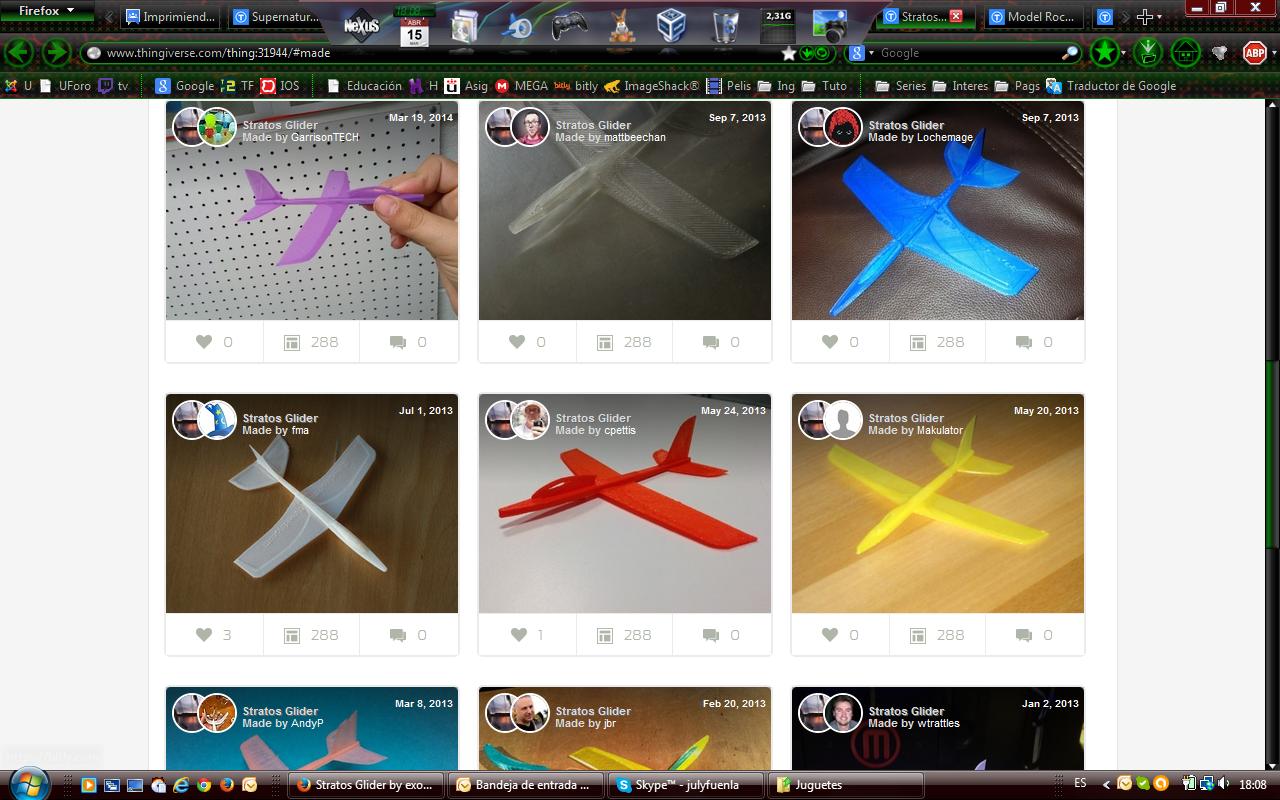 Firefox
Imprimiend...
Supernatur...
NeXuS
18:08
ABR
15
MAR
2,31G
Stratos...
Model Roc...
www.thingiverse.com/thing:31944/#made
Google
ABP
U
UForo
tv
Google
TF
IOS
Educación
H
Asig
MEGA
bitly bitly
ImageShack®
Pelis
Ing
Tuto
Series
Interes
Pags
Traductor de Google
Stratos Glider
Made by GarrisonTECH
Mar 19, 2014
Stratos Glider
Made by mattbeechan
Sep 7, 2013
Stratos Glider
Made by Lochemage
Sep 7, 2013
0 288 0
0 288 0
0 288 0
Stratos Glider
Made by fma
Jul 1, 2013
Stratos Glider
Made by cpettis
May 24, 2013
Stratos Glider
Made by Makulator
May 20, 2013
3 288 0
1 288 0
0 288 0
Stratos Glider
Made by AndyP
Mar 8, 2013
Stratos Glider
Made by jbr
Feb 20, 2013
Stratos Glider
Made by wtrattles
Jan 2, 2013
Stratos Glider by exo...
Bandeja de entrada ...
Skype™ - julyfuenla
Juguetes
ES
18:08